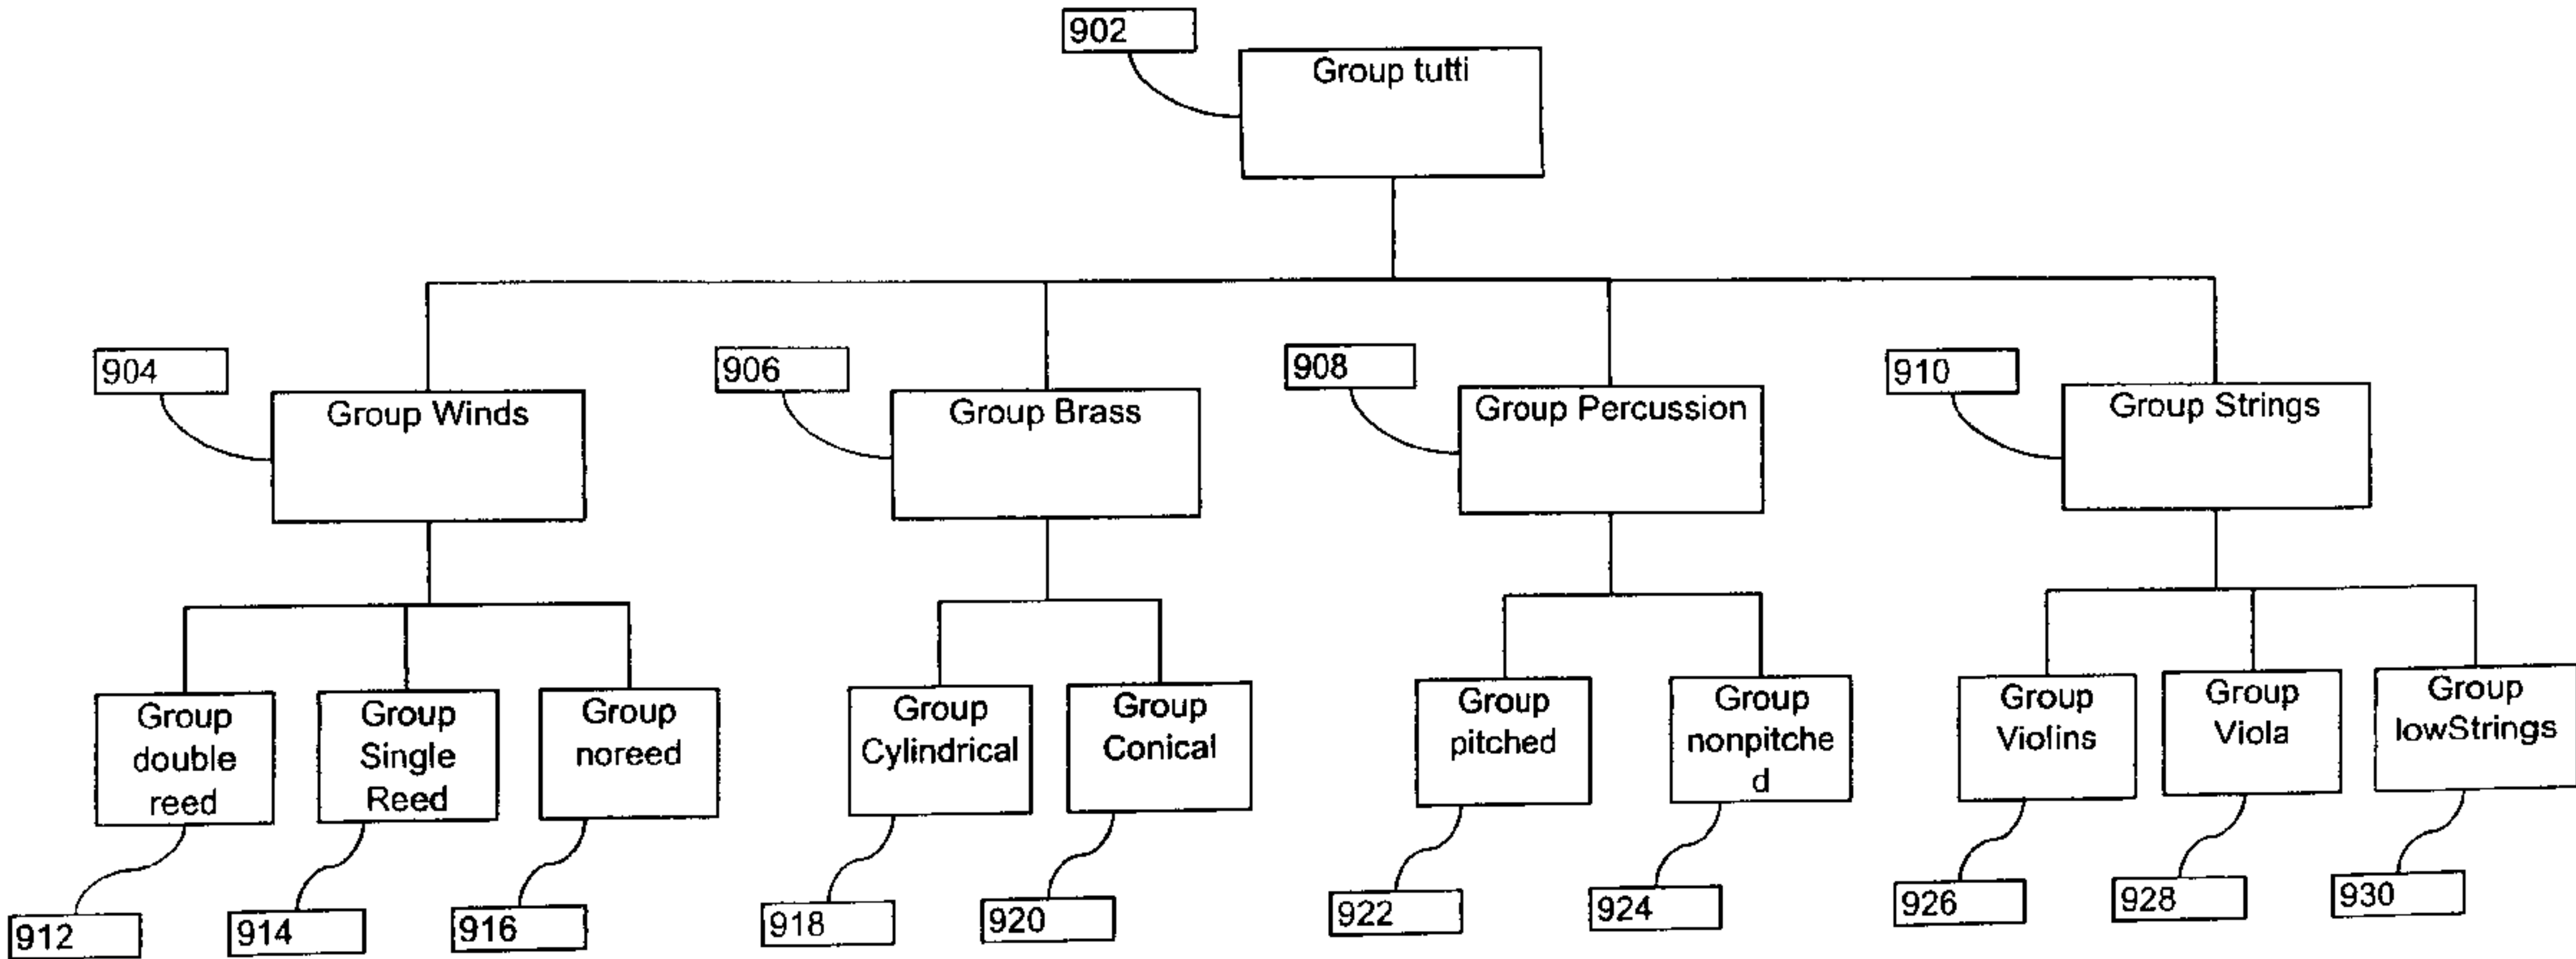 902
Group tutti
904
Group Winds
906
Group Brass
908
Group Percussion
910
Group Strings
Group
double
reed
Group
Single
Reed
Group
noreed
Group
Cylindrical
Group
Conical
Group
pitched
Group
nonpitche
d
Group
Violins
Group
Viola
Group
lowStrings
912
914
916
918
920
922
924
926
928
930